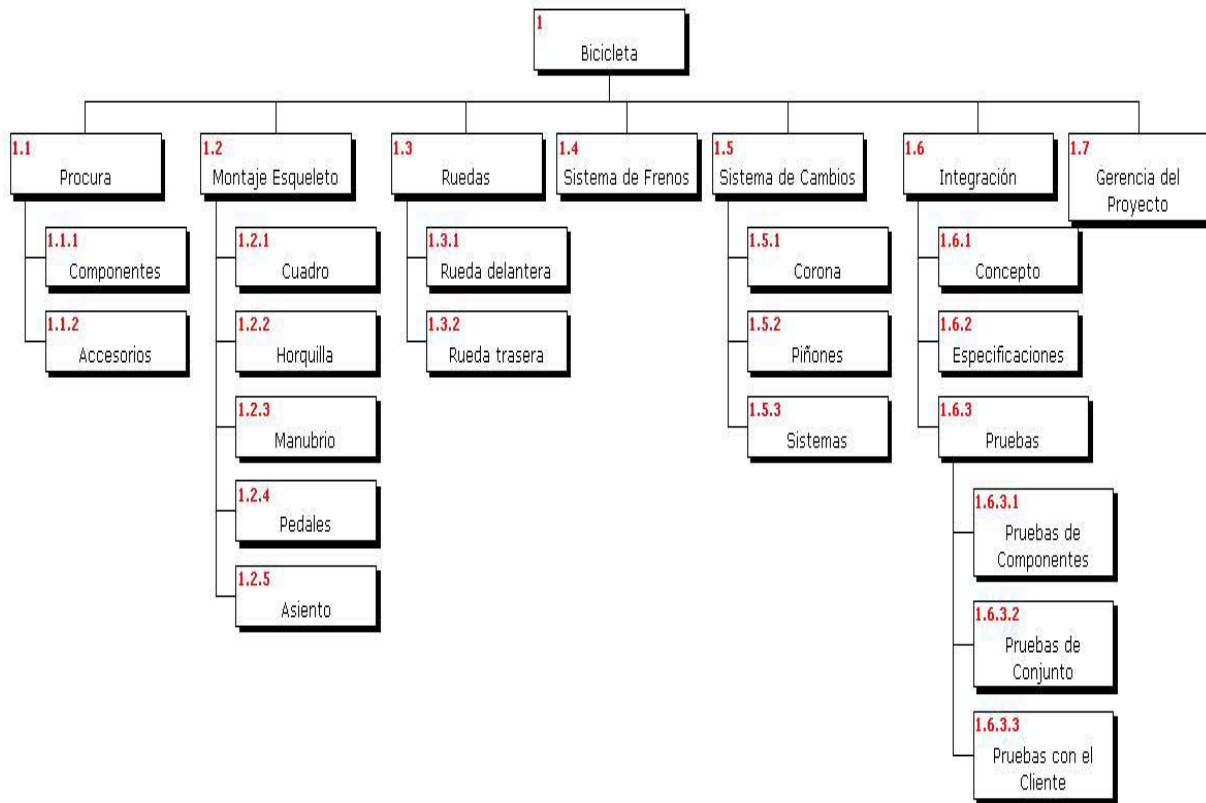 1
Bicicleta
1.1
Procura
1.2
Montaje Esqueleto
1.3
Ruedas
1.4
Sistema de Frenos
1.5
Sistema de Cambios
1.6
Integración
1.7
Gerencia del
Proyecto
1.1.1
Componentes
1.1.2
Accesorios
1.2.1
Cuadro
1.2.2
Horquilla
1.2.3
Manubrio
1.2.4
Pedales
1.2.5
Asiento
1.3.1
Rueda delantera
1.3.2
Rueda trasera
1.5.1
Corona
1.5.2
Piñones
1.5.3
Sistemas
1.6.1
Concepto
1.6.2
Especificaciones
1.6.3
Pruebas
1.6.3.1
Pruebas de
Componentes
1.6.3.2
Pruebas de
Conjunto
1.6.3.3
Pruebas con el
Cliente